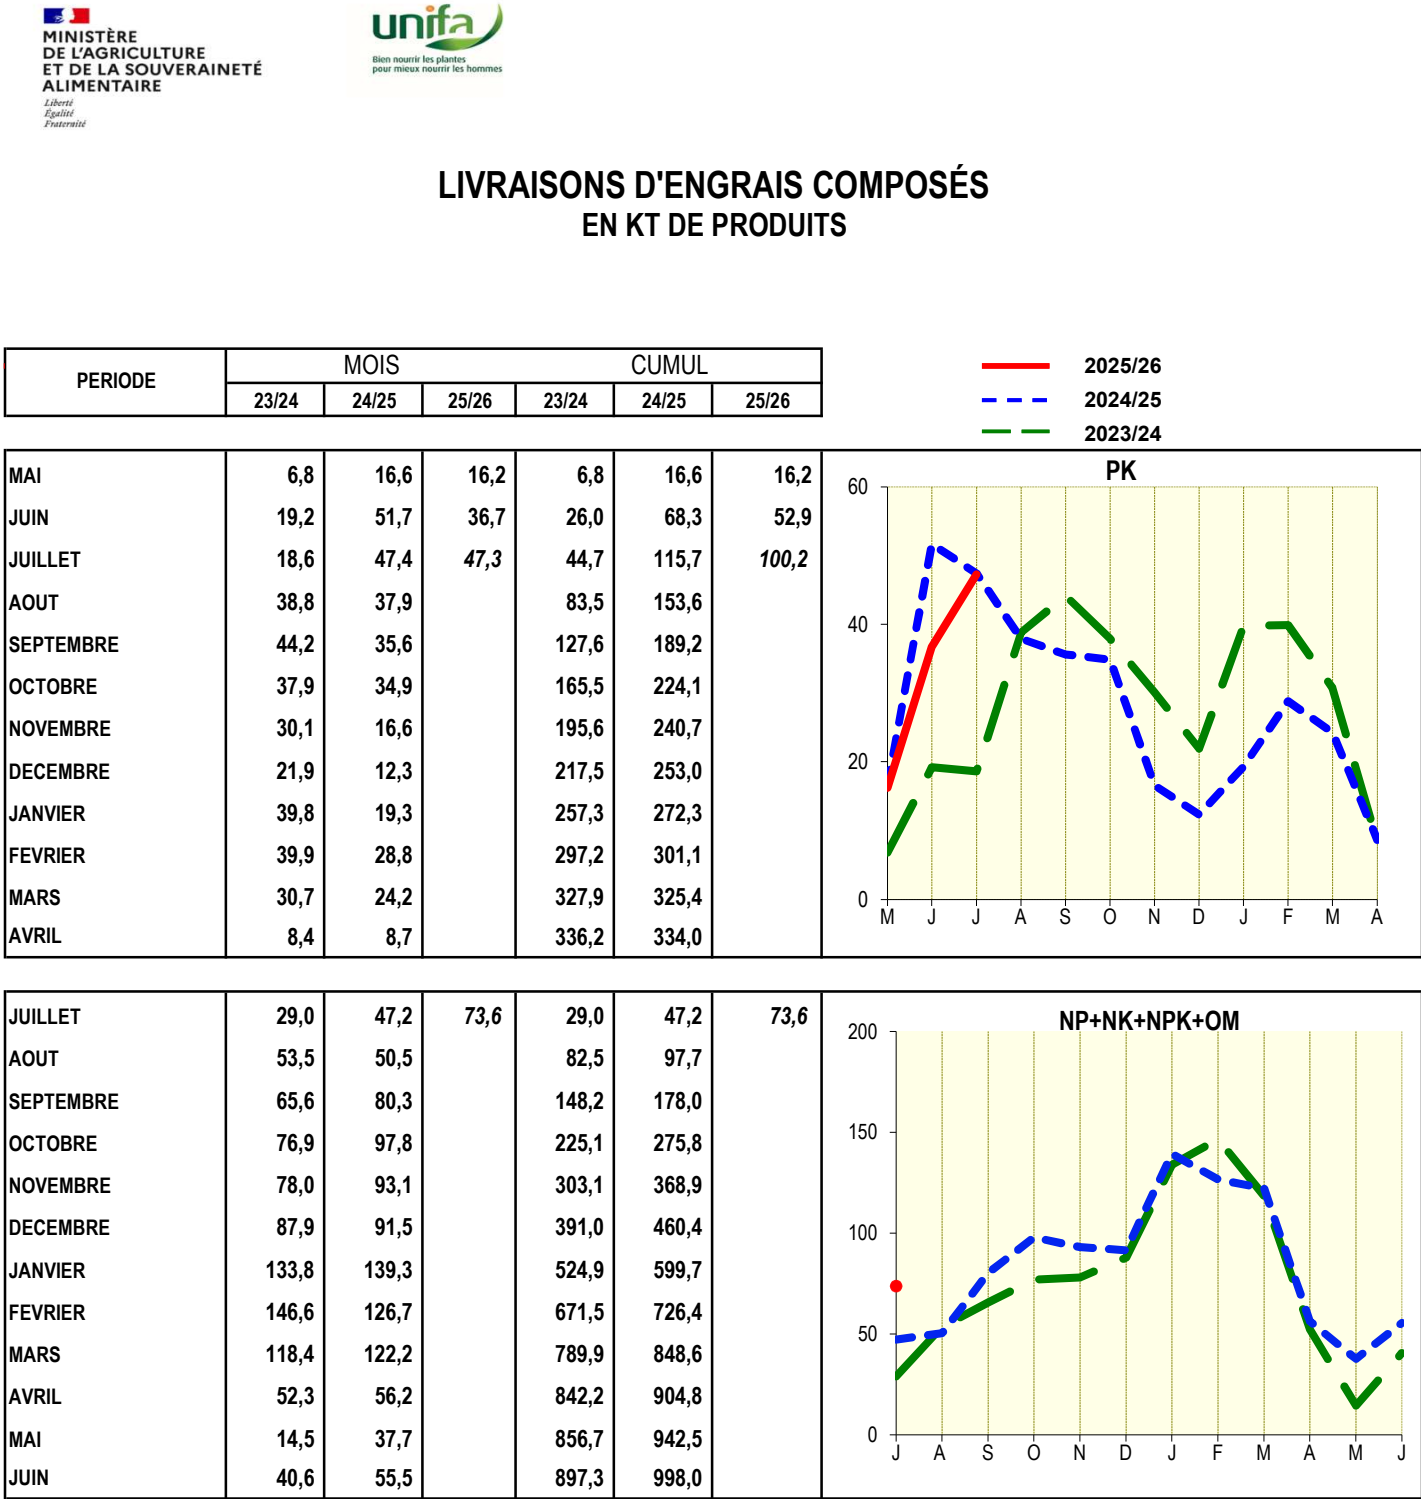 MINISTÈRE
DE L'AGRICULTURE
ET DE LA SOUVERAINETÉ
ALIMENTAIRE
Liberté
Égalité
Fraternité
unifa
Bien nourrir les plantes
pour mieux nourrir les hommes
LIVRAISONS D'ENGRAIS COMPOSÉS
EN KT DE PRODUITS
PERIODE MOIS CUMUL
23/24 24/25 25/26 23/24 24/25 25/26
2025/26
2024/25
2023/24
MAI 6,8 16,6 16,2 6,8 16,6 16,2
JUIN 19,2 51,7 36,7 26,0 68,3 52,9
JUILLET 18,6 47,4 47,3 44,7 115,7 100,2
AOUT 38,8 37,9 83,5 153,6
SEPTEMBRE 44,2 35,6 127,6 189,2
OCTOBRE 37,9 34,9 165,5 224,1
NOVEMBRE 30,1 16,6 195,6 240,7
DECEMBRE 21,9 12,3 217,5 253,0
JANVIER 39,8 19,3 257,3 272,3
FEVRIER 39,9 28,8 297,2 301,1
MARS 30,7 24,2 327,9 325,4
AVRIL 8,4 8,7 336,2 334,0
PK
60
40
20
0
M J J A S O N D J F M A
JUILLET 29,0 47,2 73,6 29,0 47,2 73,6
AOUT 53,5 50,5 82,5 97,7
SEPTEMBRE 65,6 80,3 148,2 178,0
OCTOBRE 76,9 97,8 225,1 275,8
NOVEMBRE 78,0 93,1 303,1 368,9
DECEMBRE 87,9 91,5 391,0 460,4
JANVIER 133,8 139,3 524,9 599,7
FEVRIER 146,6 126,7 671,5 726,4
MARS 118,4 122,2 789,9 848,6
AVRIL 52,3 56,2 842,2 904,8
MAI 14,5 37,7 856,7 942,5
JUIN 40,6 55,5 897,3 998,0
NP+NK+NPK+OM
200
150
100
50
0
J A S O N D J F M A M J